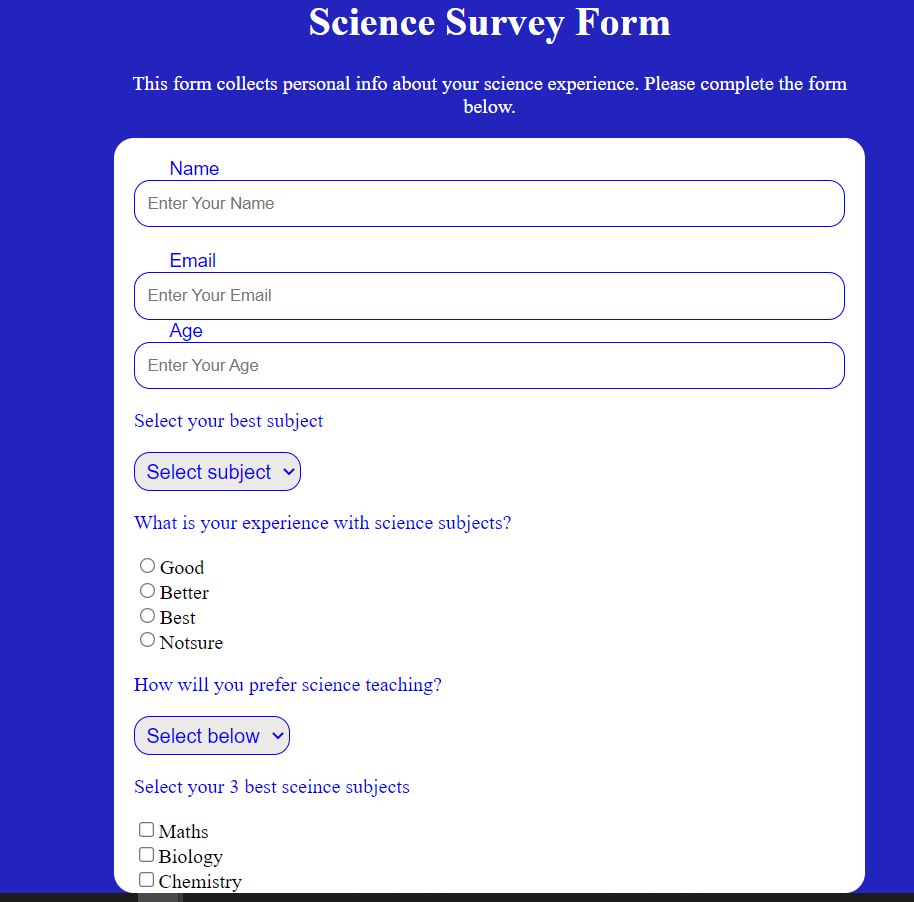 Science Survey Form
This form collects personal info about your science experience. Please complete the form
below.
Name
Enter Your Name
Email
Enter Your Email
Age
Enter Your Age
Select your best subject
Select subject
What is your experience with science subjects?
Good
Better
Best
Notsure
How will you prefer science teaching?
Select below
Select your 3 best sceince subjects
Maths
Biology
Chemistry